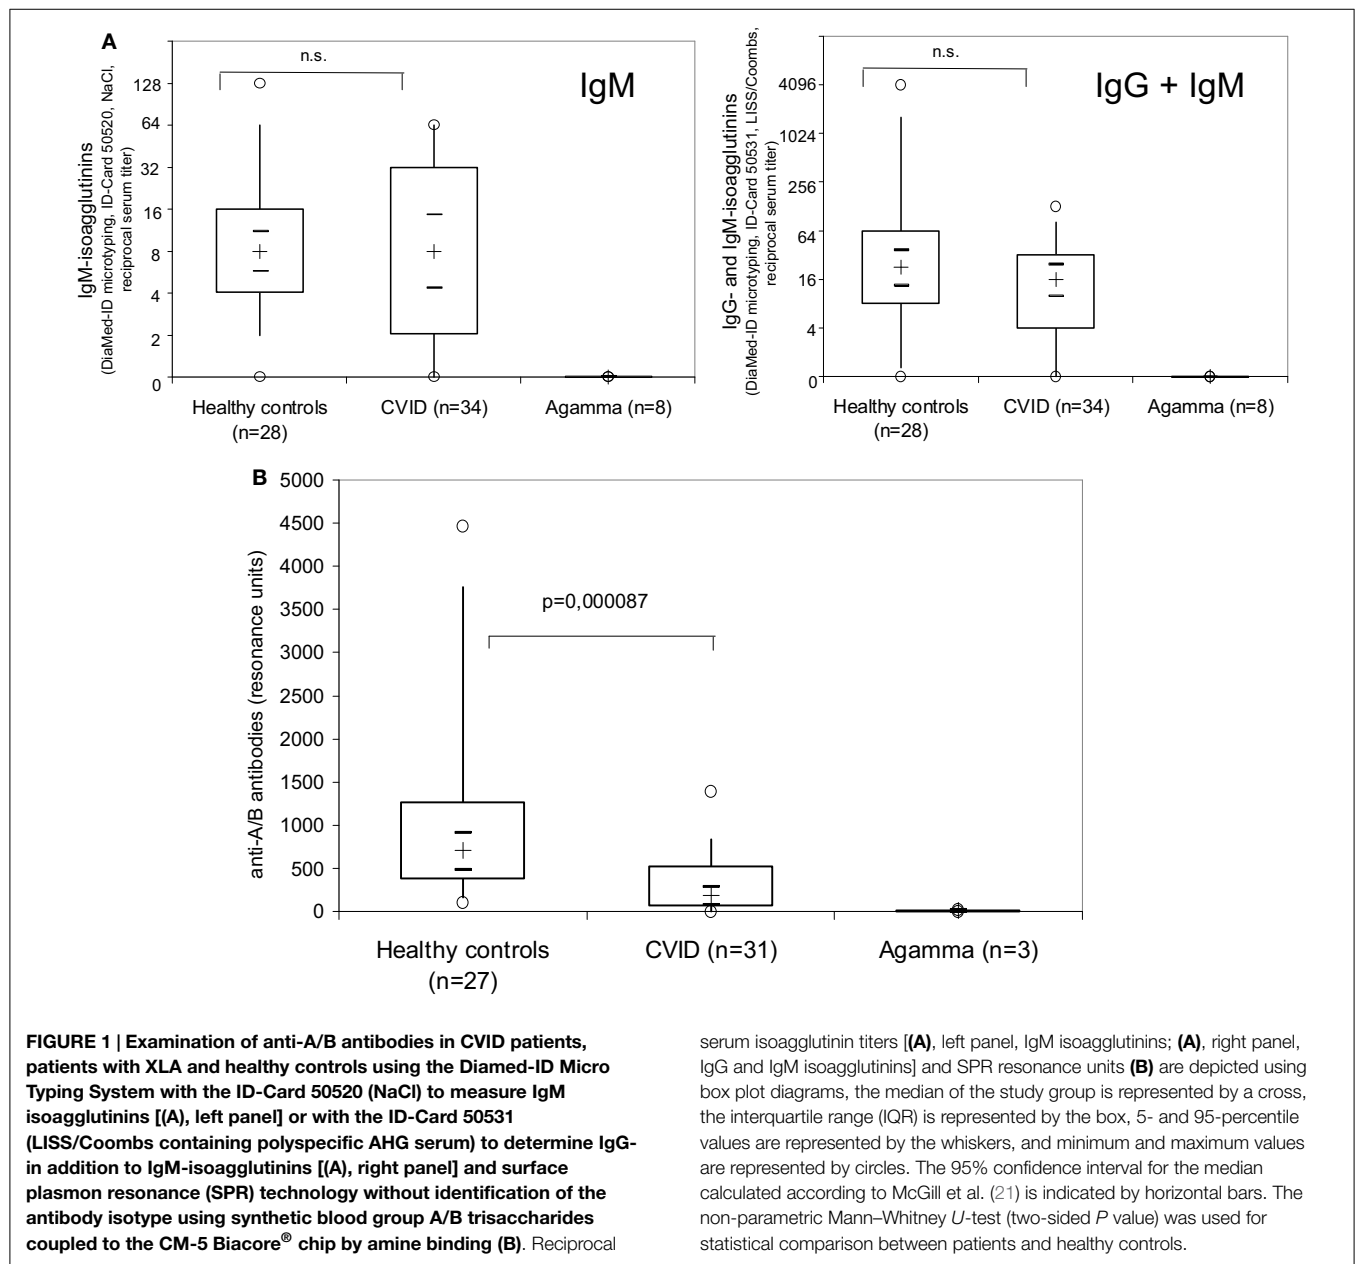 A
n.s.
IgM
128
64
32
16
8
4
2
0
IgM-isoagglutinins
(DiaMed-ID microtyping, ID-Card 50520, NaCl,
reciprocal serum titer)
Healthy controls
(n=28)
CVID (n=34)
Agamma (n=8)
n.s.
IgG + IgM
4096
1024
256
64
16
4
0
IgG- and IgM-isoagglutinins
(DiaMed-ID microtyping, ID-Card 50531, LISS/Coombs,
reciprocal serum titer)
Healthy controls
(n=28)
CVID (n=34)
Agamma (n=8)
B
5000
4500
4000
3500
3000
2500
2000
1500
1000
500
0
anti-A/B antibodies (resonance units)
p=0,000087
Healthy controls
(n=27)
CVID (n=31)
Agamma (n=3)
FIGURE 1 | Examination of anti-A/B antibodies in CVID patients,
patients with XLA and healthy controls using the Diamed-ID Micro
Typing System with the ID-Card 50520 (NaCl) to measure IgM
isoagglutinins [(A), left panel] or with the ID-Card 50531
(LISS/Coombs containing polyspecific AHG serum) to determine IgG-
in addition to IgM-isoagglutinins [(A), right panel] and surface
plasmon resonance (SPR) technology without identification of the
antibody isotype using synthetic blood group A/B trisaccharides
coupled to the CM-5 Biacore® chip by amine binding (B). Reciprocal
serum isoagglutinin titers [(A), left panel, IgM isoagglutinins; (A), right panel,
IgG and IgM isoagglutinins] and SPR resonance units (B) are depicted using
box plot diagrams, the median of the study group is represented by a cross,
the interquartile range (IQR) is represented by the box, 5- and 95-percentile
values are represented by the whiskers, and minimum and maximum values
are represented by circles. The 95% confidence interval for the median
calculated according to McGill et al. (21) is indicated by horizontal bars. The
non-parametric Mann–Whitney U-test (two-sided P value) was used for
statistical comparison between patients and healthy controls.